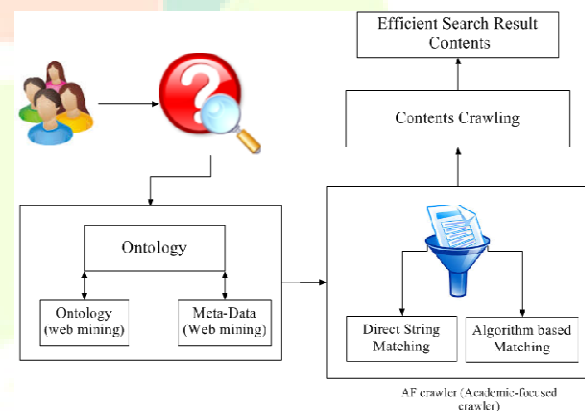 Efficient Search Result
Contents
?
Contents Crawling
Ontology
Ontology
(web mining)
Meta-Data
(Web mining)
Direct String
Matching
Algorithm based
Matching
AF crawler (Academic-focused
crawler)